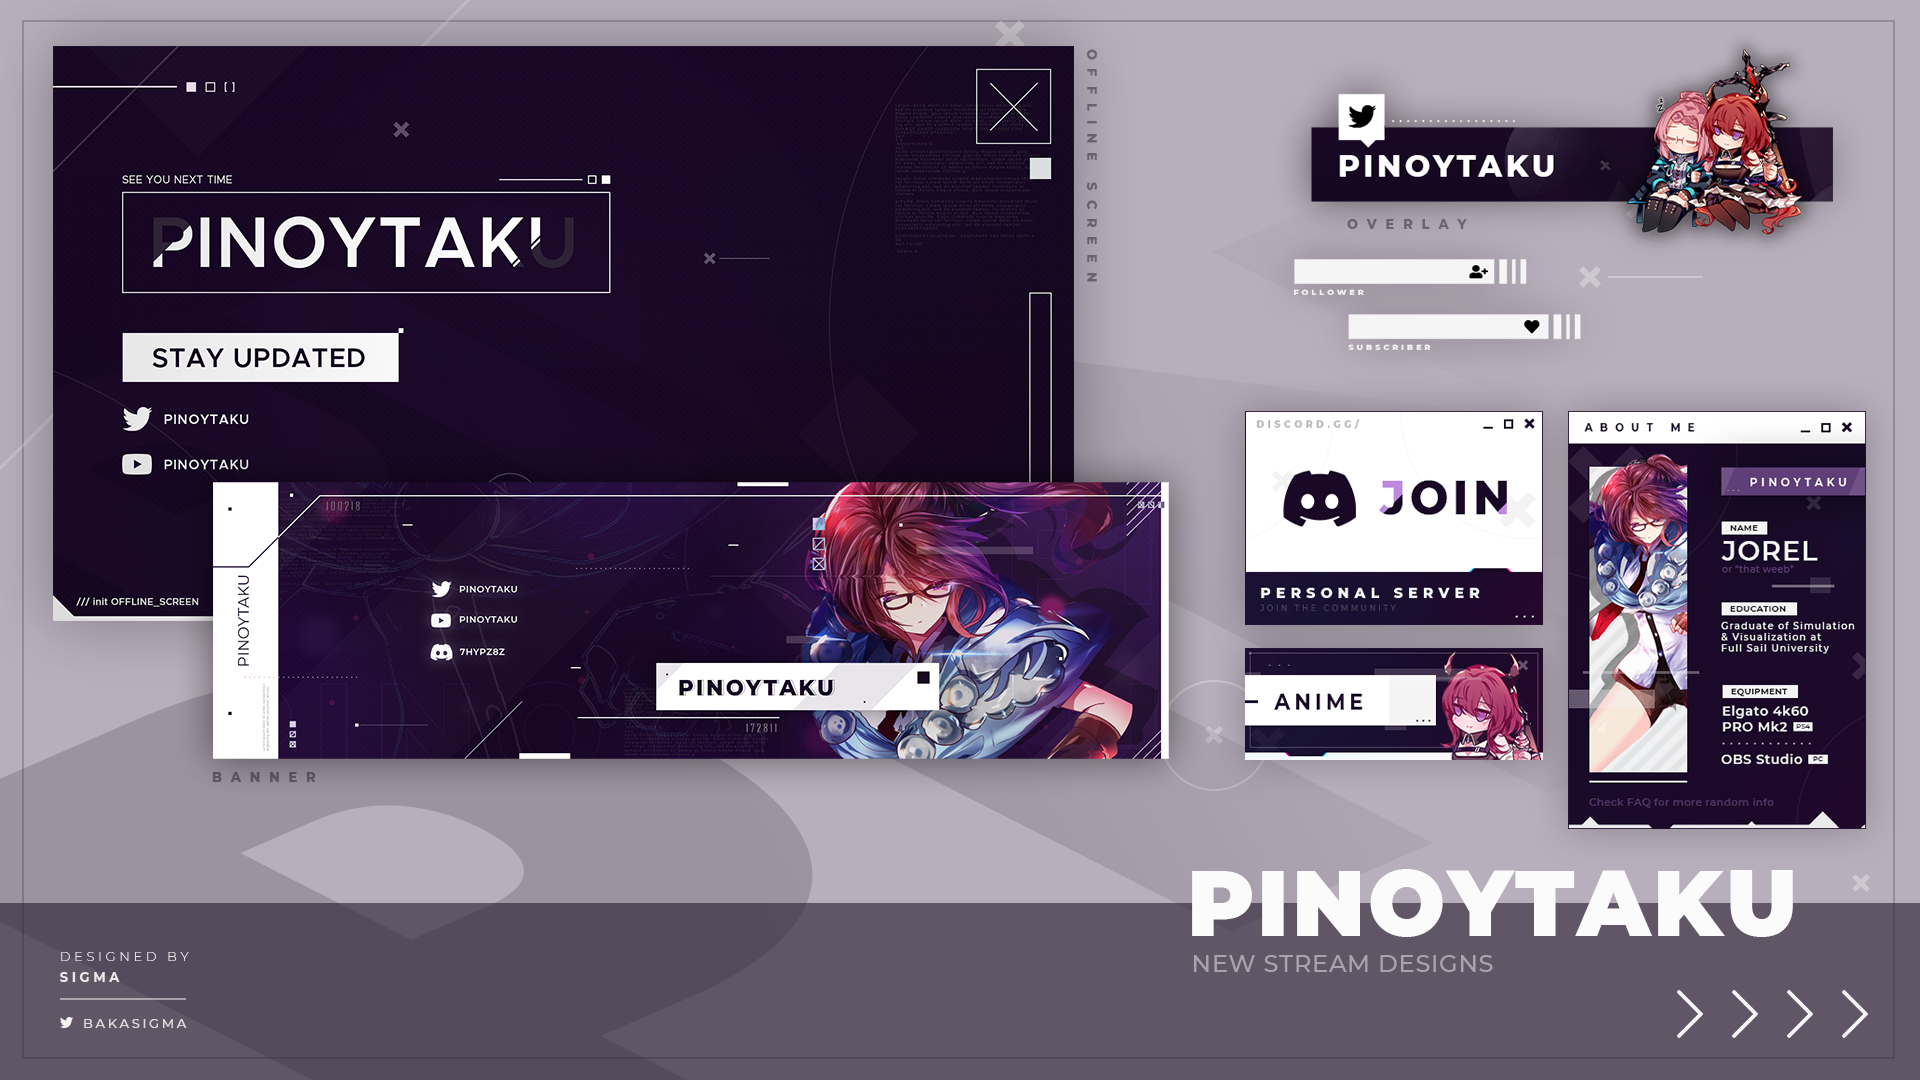 [ ]
SEE YOU NEXT TIME
PINOYTAKU
STAY UPDATED
PINOYTAKU
PINOYTAKU
/// init OFFLINE_SCREEN
OFFLINE SCREEN
100218
PINOYTAKU
PINOYTAKU
PINOYTAKU
7HYPZ8Z
PINOYTAKU
172811
BANNER
PINOYTAKU
OVERLAY
FOLLOWER
SUBSCRIBER
DISCORD.GG/
JOIN
PERSONAL SERVER
JOIN THE COMMUNITY
ANIME
ABOUT ME
PINOYTAKU
NAME
JOREL
or "that weeb"
EDUCATION
Graduate of Simulation
& Visualization at
Full Sail University
EQUIPMENT
Elgato 4k60
PRO Mk2 PS4
OBS Studio PC
Check FAQ for more random info
PINOYTAKU
NEW STREAM DESIGNS
DESIGNED BY
SIGMA
BAKASIGMA